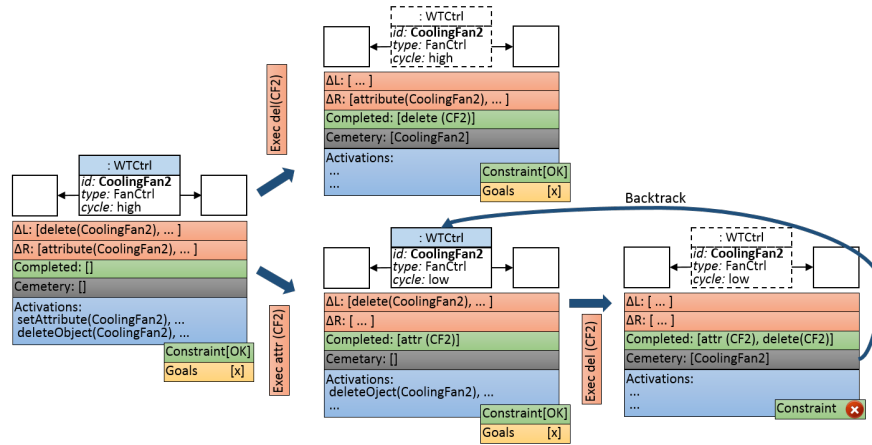 : WTCtrl
id: CoolingFan2
type: FanCtrl
cycle: high
ΔL: [ ... ]
ΔR: [attribute(CoolingFan2), ... ]
Completed: [delete (CF2)]
Cemetery: [CoolingFan2]
Activations:
...
...
Constraint[OK]
Goals [x]
Exec del(CF2)
: WTCtrl
id: CoolingFan2
type: FanCtrl
cycle: high
ΔL: [delete(CoolingFan2), ... ]
ΔR: [attribute(CoolingFan2), ... ]
Completed: []
Cemetery: []
Activations:
setAttribute(CoolingFan2), ...
deleteObject(CoolingFan2), ...
Constraint[OK]
Goals [x]
Exec attr (CF2)
Backtrack
: WTCtrl
id: CoolingFan2
type: FanCtrl
cycle: low
ΔL: [delete(CoolingFan2), ... ]
ΔR: [ ... ]
Completed: [attr (CF2)]
Cemetary: []
Activations:
deleteOject(CoolingFan2), ...
...
Constraint[OK]
Goals [x]
Exec del (CF2)
: WTCtrl
id: CoolingFan2
type: FanCtrl
cycle: low
ΔL: [ ... ]
ΔR: [ ... ]
Completed: [attr (CF2), delete(CF2)]
Cemetery: [CoolingFan2]
Activations:
...
...
Constraint